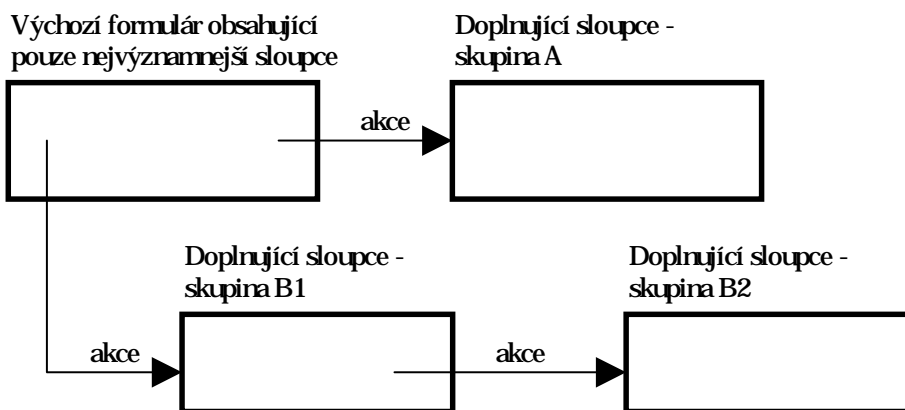 Výchozí formulár obsahující
pouze nejvýznamnejší sloupce
Doplnující sloupce -
skupina A
akce
Doplnující sloupce -
skupina B1
Doplnující sloupce -
skupina B2
akce
akce